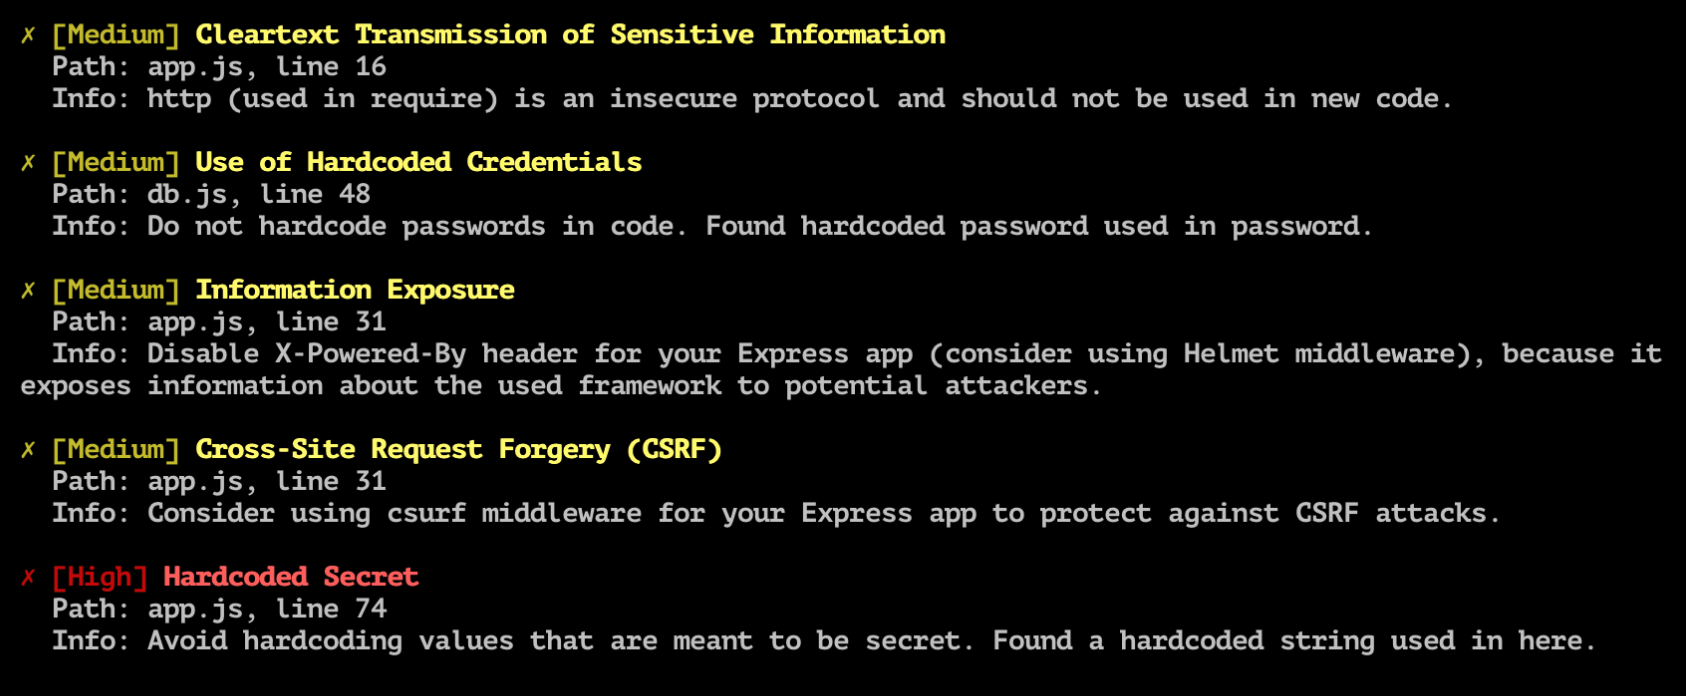 ✗ [Medium] Cleartext Transmission of Sensitive Information
Path: app.js, line 16
Info: http (used in require) is an insecure protocol and should not be used in new code.
✗ [Medium] Use of Hardcoded Credentials
Path: db.js, line 48
Info: Do not hardcode passwords in code. Found hardcoded password used in password.
✗ [Medium] Information Exposure
Path: app.js, line 31
Info: Disable X-Powered-By header for your Express app (consider using Helmet middleware), because it
exposes information about the used framework to potential attackers.
✗ [Medium] Cross-Site Request Forgery (CSRF)
Path: app.js, line 31
Info: Consider using csurf middleware for your Express app to protect against CSRF attacks.
✗ [High] Hardcoded Secret
Path: app.js, line 74
Info: Avoid hardcoding values that are meant to be secret. Found a hardcoded string used in here.